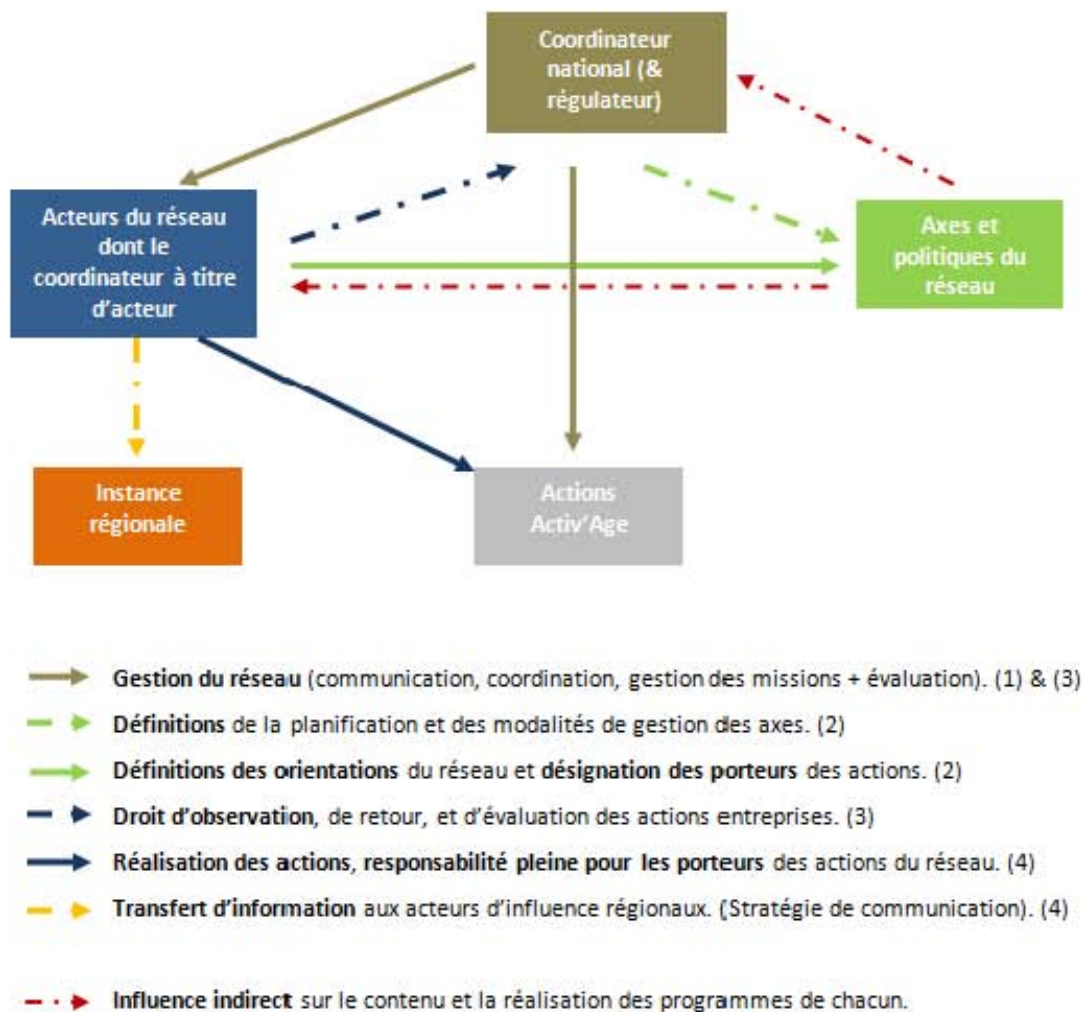 Coordinateur
national (&
régulateur)
Acteurs du réseau
dont le
coordinateur à titre
d'acteur
Axes et
politiques du
réseau
Instance
régionale
Actions
Activ'Age
Gestion du réseau (communication, coordination, gestion des missions + évaluation). (1) & (3)
Définitions de la planification et des modalités de gestion des axes. (2)
Définitions des orientations du réseau et désignation des porteurs des actions. (2)
Droit d'observation, de retour, et d'évaluation des actions entreprises. (3)
Réalisation des actions, responsabilité pleine pour les porteurs des actions du réseau. (4)
Transfert d'information aux acteurs d'influence régionaux. (Stratégie de communication). (4)
Influence indirect sur le contenu et la réalisation des programmes de chacun.